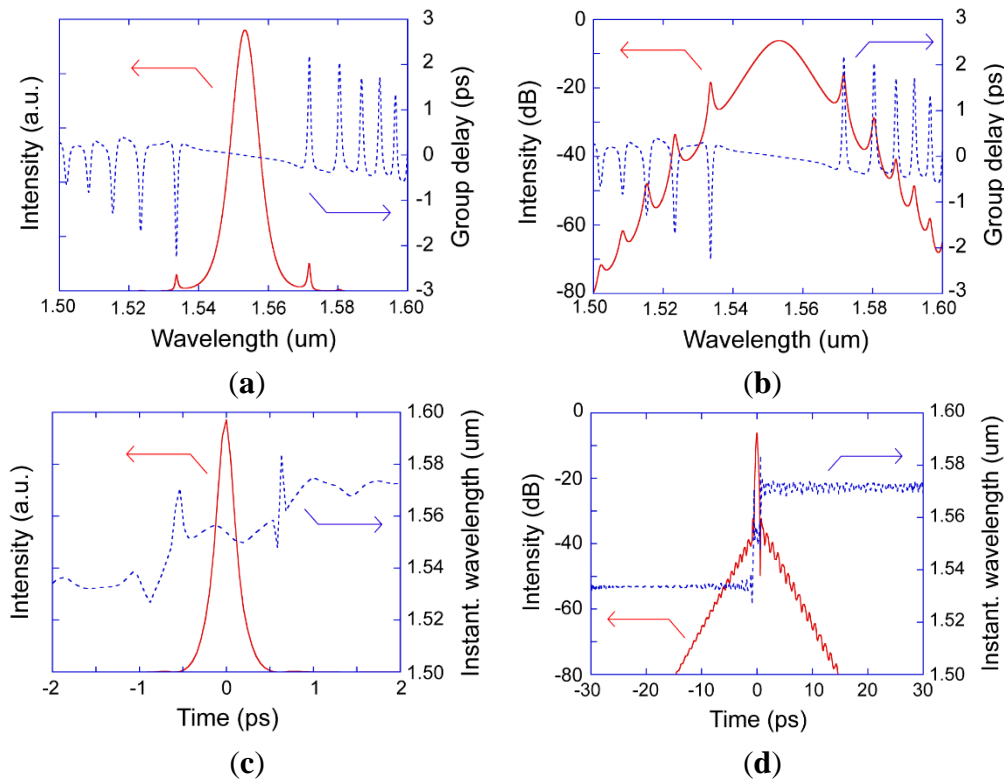 Intensity (a.u.)
3
2
1
0
-1
-2
-3
Group delay (ps)
1.50 1.52 1.54 1.56 1.58 1.60
Wavelength (um)
(a)
Intensity (dB)
0
-20
-40
-60
-80
3
2
1
0
-1
-2
-3
Group delay (ps)
1.50 1.52 1.54 1.56 1.58 1.60
Wavelength (um)
(b)
Intensity (a.u.)
1.60
1.58
1.56
1.54
1.52
1.50
Instant. wavelength (um)
-2 -1 0 1 2
Time (ps)
(c)
Intensity (dB)
0
-20
-40
-60
-80
1.60
1.58
1.56
1.54
1.52
1.50
Instant. wavelength (um)
-30 -20 -10 0 10 20 30
Time (ps)
(d)